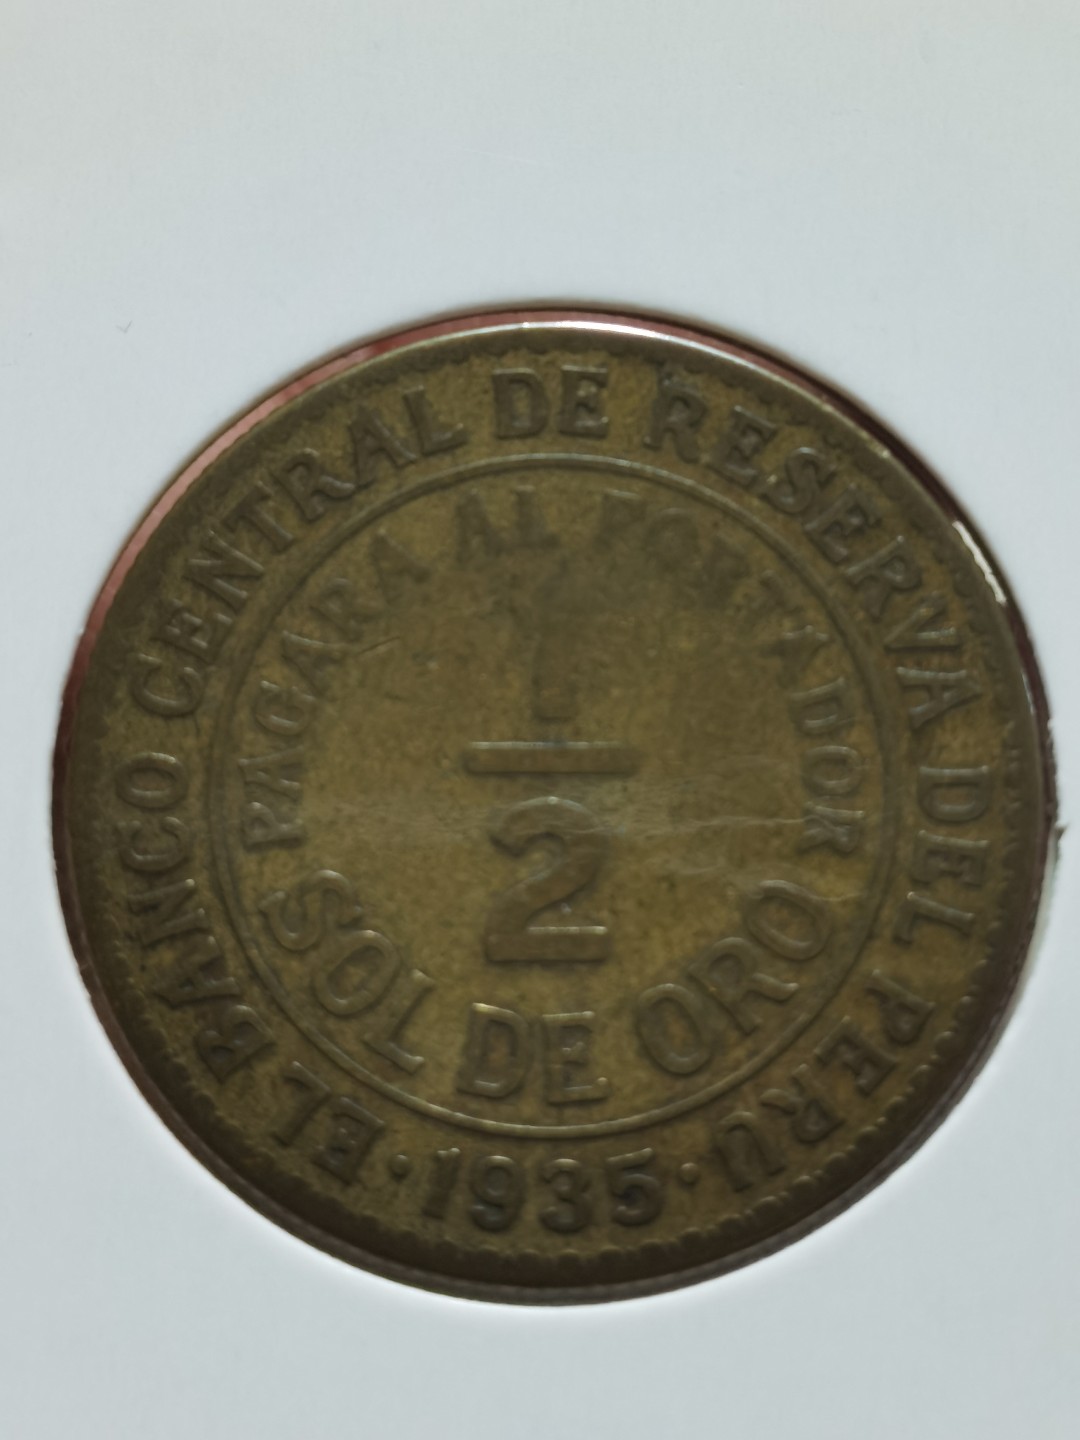 EL BANCO CENTRAL DE RESERVA DEL PERU
PAGARA AL PORTADOR
1
2
SOL DE ORO
· 1935 ·